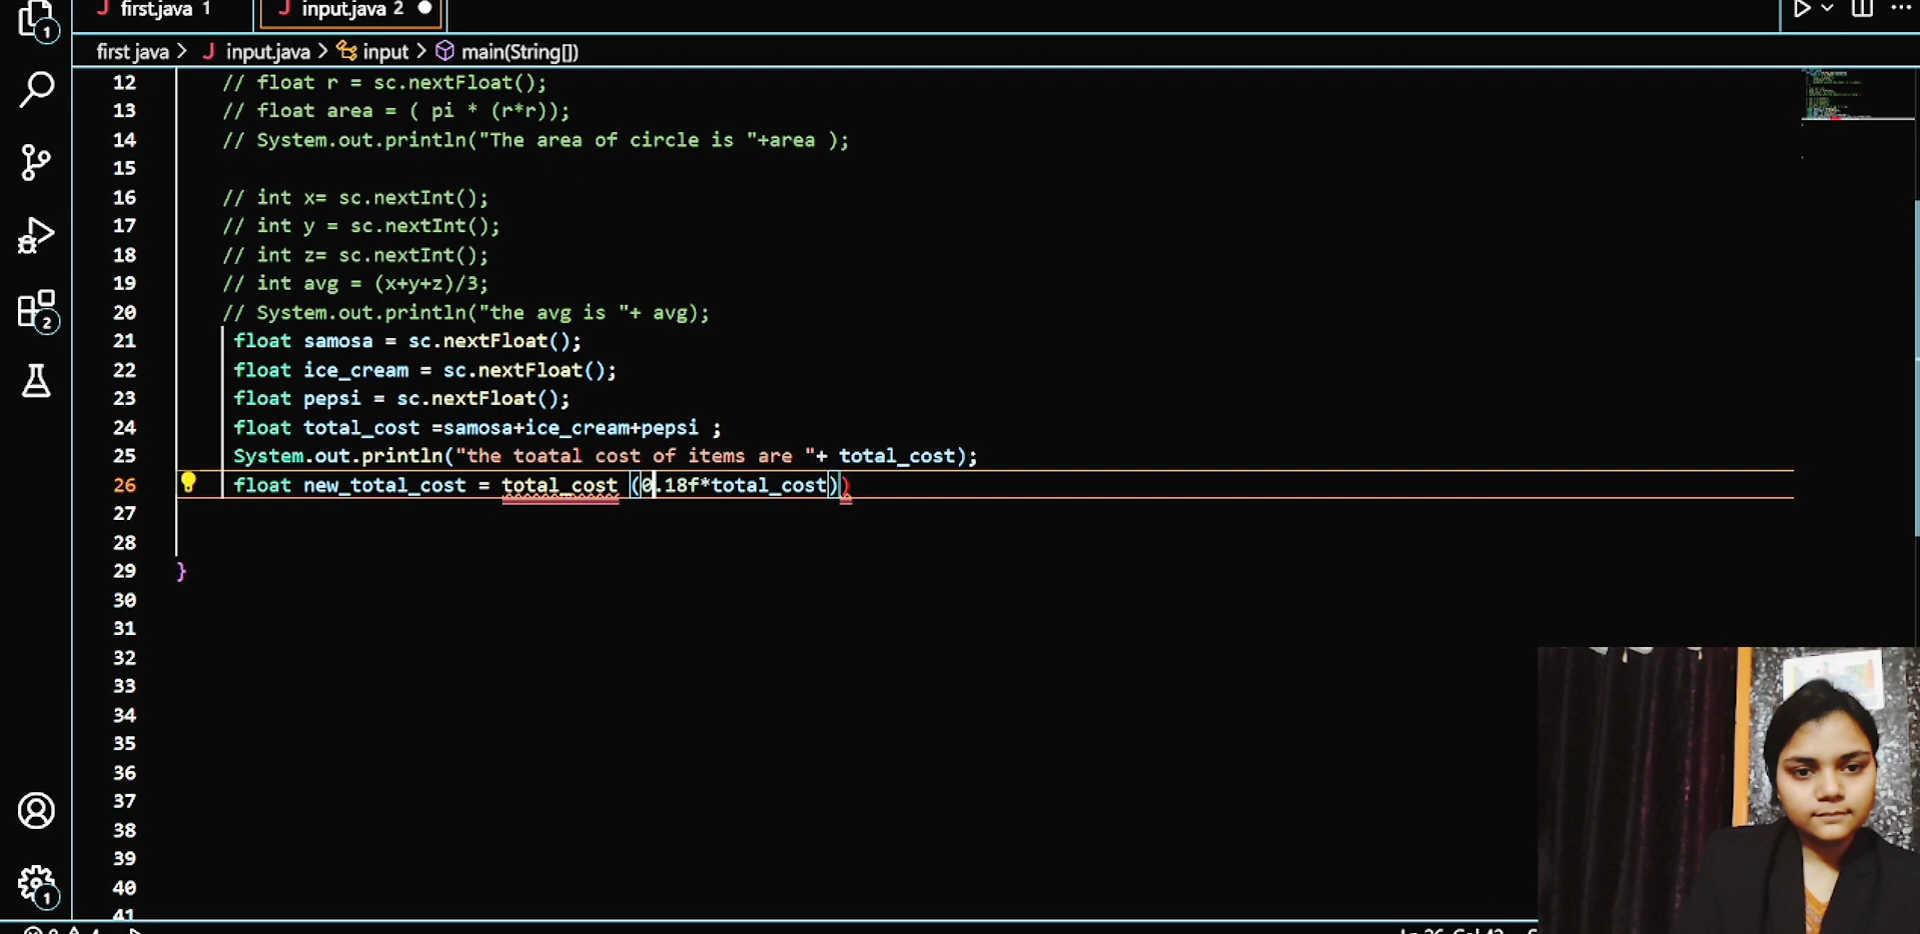 first.java 1
input.java 2
first.java > input.java > input > main(String[])
12 // float r = sc.nextFloat();
13 // float area = ( pi * (r*r));
14 // System.out.println("The area of circle is "+area );
15
16 // int x= sc.nextInt();
17 // int y = sc.nextInt();
18 // int z= sc.nextInt();
19 // int avg = (x+y+z)/3;
20 // System.out.println("the avg is "+ avg);
21 float samosa = sc.nextFloat();
22 float ice_cream = sc.nextFloat();
23 float pepsi = sc.nextFloat();
24 float total_cost =samosa+ice_cream+pepsi ;
25 System.out.println("the toatal cost of items are "+ total_cost);
26 float new_total_cost = total_cost (0.18f*total_cost))
27
28
29 }
30
31
32
33
34
35
36
37
38
39
40
41
1
2
1